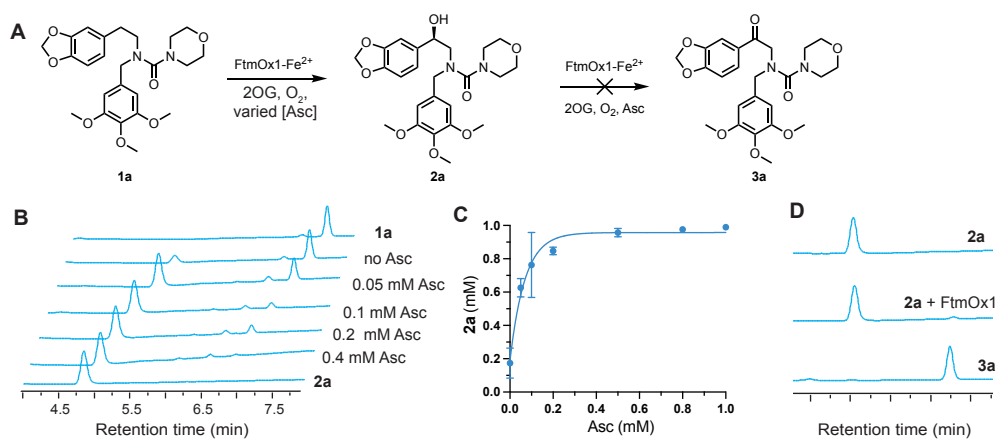 A
O
O
N
N
O
O
O
O
O
1a
FtmOx1-Fe²⁺
2OG, O₂,
varied [Asc]
OH
O
O
N
N
O
O
O
O
O
2a
FtmOx1-Fe²⁺
2OG, O₂, Asc
O
O
O
N
N
O
O
O
O
O
3a
B
1a
no Asc
0.05 mM Asc
0.1 mM Asc
0.2 mM Asc
0.4 mM Asc
2a
4.5 5.5 6.5 7.5
Retention time (min)
C
2a (mM)
1.0
0.8
0.6
0.4
0.2
0.0
0.0 0.2 0.4 0.6 0.8 1.0
Asc (mM)
D
2a
2a + FtmOx1
3a
Retention time (min)